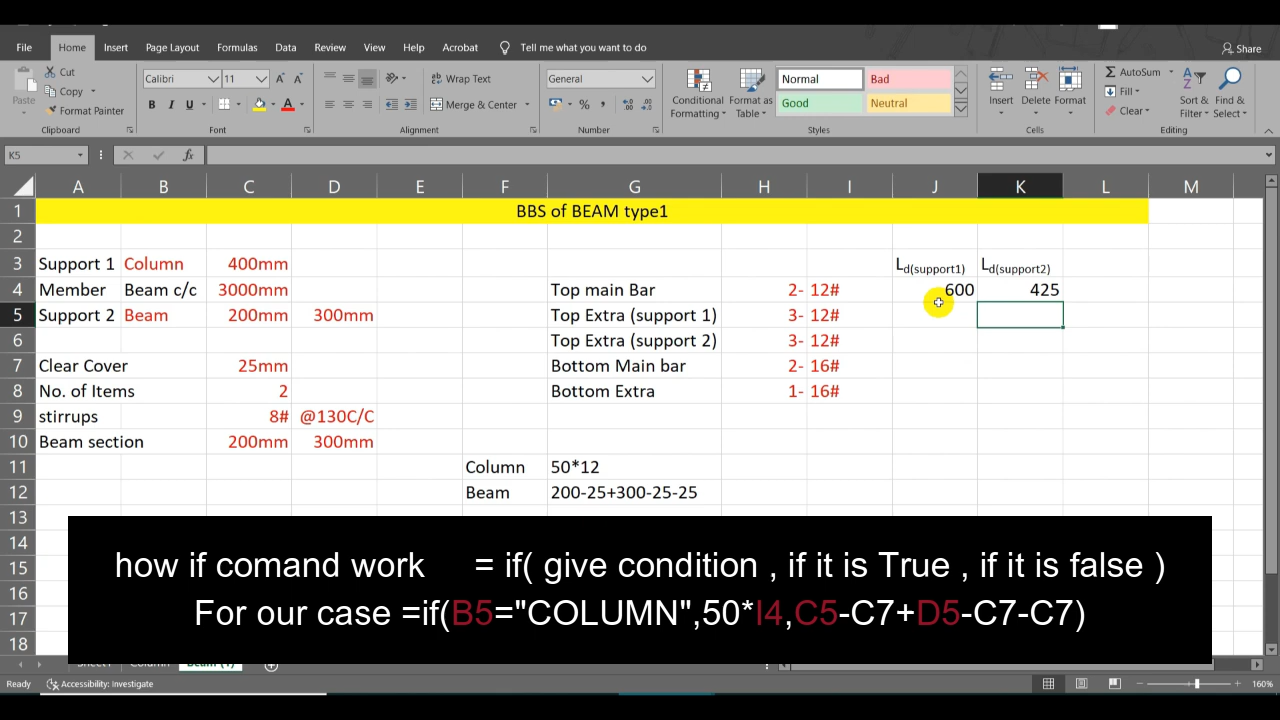 File Home Insert Page Layout Formulas Data Review View Help Acrobat Tell me what you want to do Share
Cut
Copy
Format Painter
Paste
Calibri 11
B I U
Wrap Text
Merge & Center
General
Conditional Formatting
Format as Table
Normal Bad
Good Neutral
Insert Delete Format
AutoSum
Fill
Clear
Sort & Filter
Find & Select
Clipboard Font Alignment Number Styles Cells Editing
K5 fx
A B C D E F G H I J K L M
1 BBS of BEAM type1
2
3 Support 1 Column 400mm Ld(support1) Ld(support2)
4 Member Beam c/c 3000mm Top main Bar 2- 12# 600 425
5 Support 2 Beam 200mm 300mm Top Extra (support 1) 3- 12#
6 Top Extra (support 2) 3- 12#
7 Clear Cover 25mm Bottom Main bar 2- 16#
8 No. of Items 2 Bottom Extra 1- 16#
9 stirrups 8# @130C/C
10 Beam section 200mm 300mm
11 Column 50*12
12 Beam 200-25+300-25-25
13
14
15
16
17
18
how if comand work = if( give condition , if it is True , if it is false )
For our case =if(B5="COLUMN",50*I4,C5-C7+D5-C7-C7)
Ready Accessibility: Investigate 160%